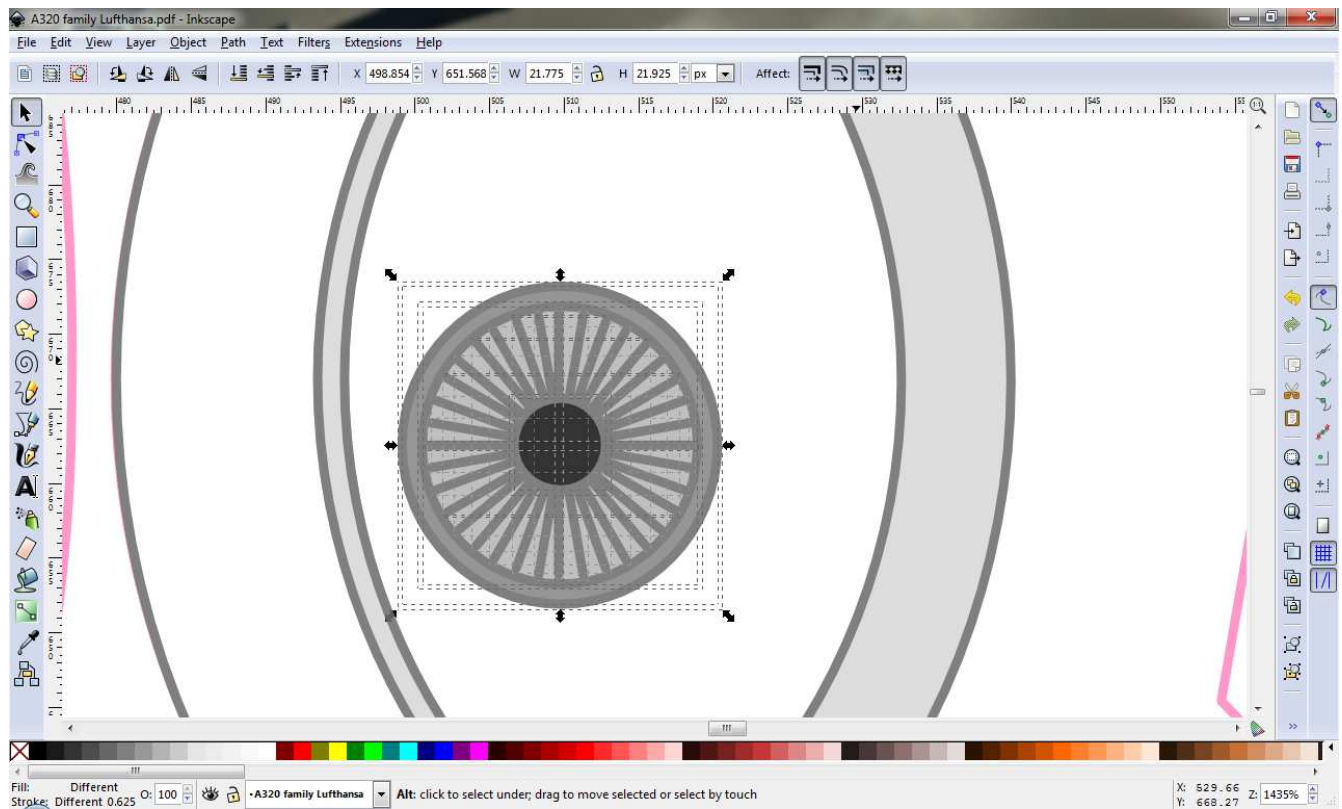 A320 family Lufthansa.pdf - Inkscape
File Edit View Layer Object Path Text Filters Extensions Help
X 498.854 Y 651.568 W 21.775 H 21.925 px Affect:
480 485 490 495 500 505 510 515 520 525 530 535 540 545 550
Fill: Different
Stroke: Different 0.625
O: 100
•A320 family Lufthansa
Alt: click to select under; drag to move selected or select by touch
X: 529.66
Y: 668.27
Z: 1435%